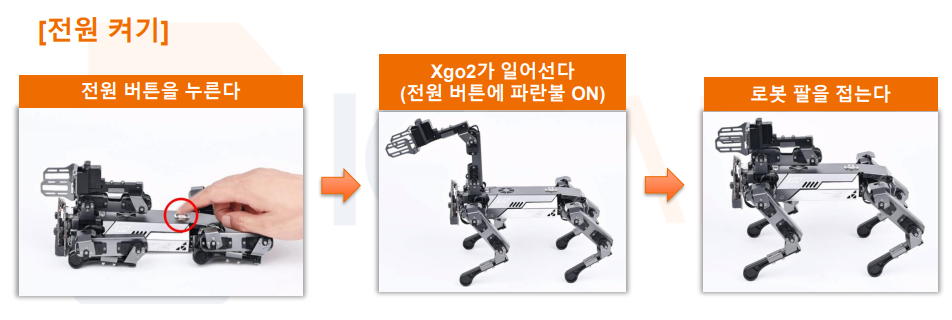 [전원 켜기]
전원 버튼을 누른다
Xgo2가 일어선다
(전원 버튼에 파란불 ON)
로봇 팔을 접는다